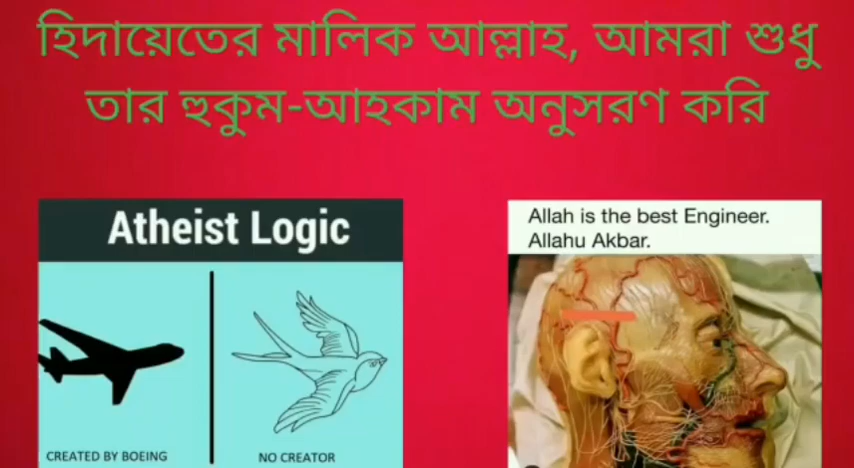 হিদায়েতের মালিক আল্লাহ, আমরা শুধু
তার হুকুম-আহকাম অনুসরণ করি
Atheist Logic
CREATED BY BOEING
NO CREATOR
Allah is the best Engineer.
Allahu Akbar.